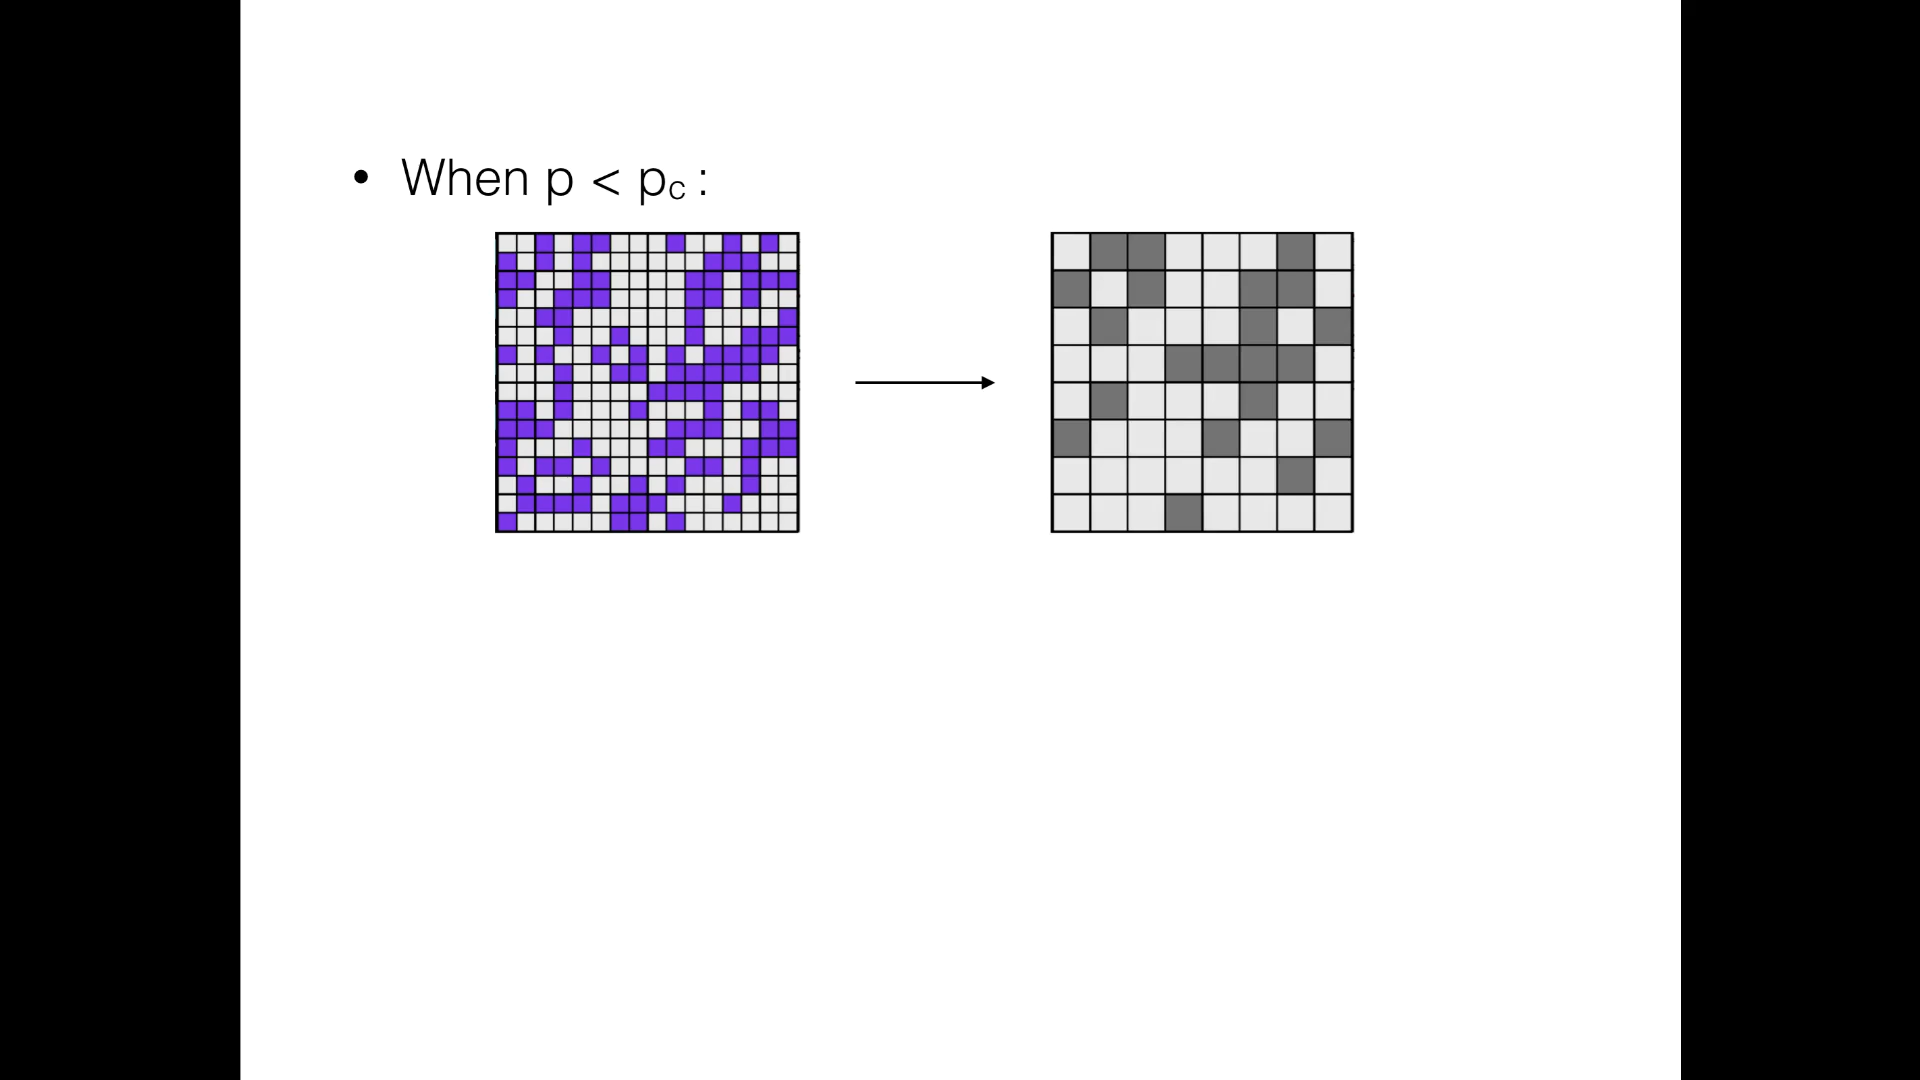 • When p < pc :